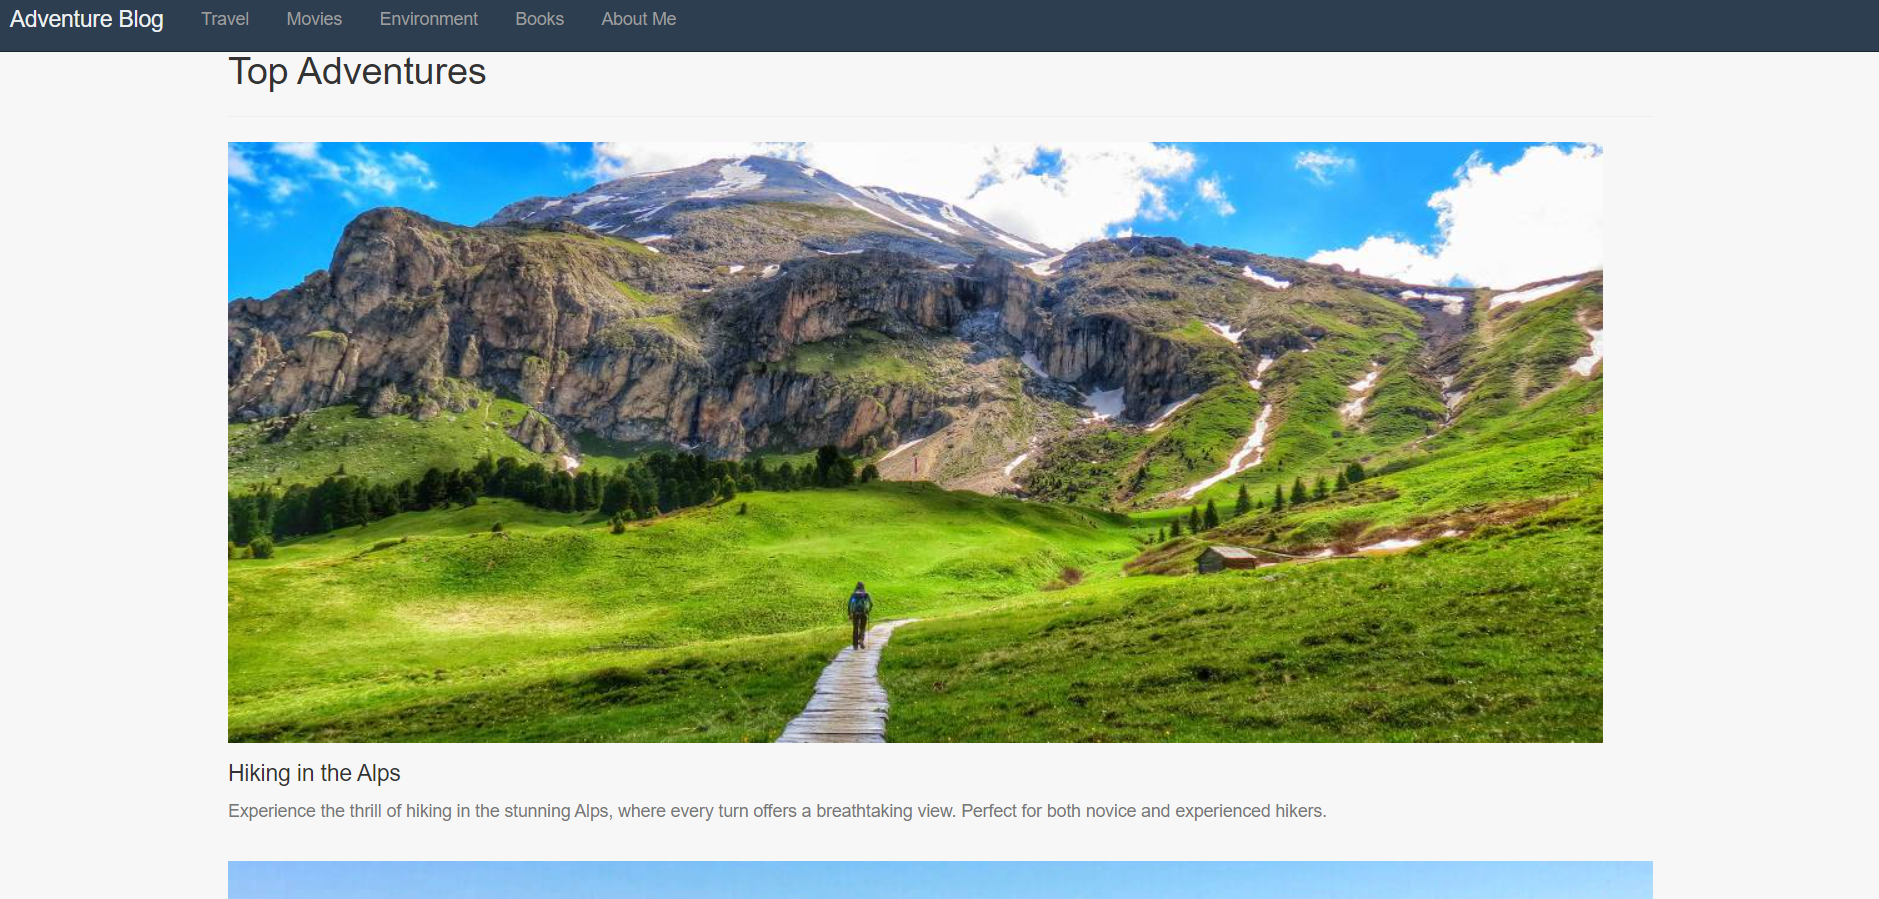 Adventure Blog Travel Movies Environment Books About Me
Top Adventures
Hiking in the Alps
Experience the thrill of hiking in the stunning Alps, where every turn offers a breathtaking view. Perfect for both novice and experienced hikers.